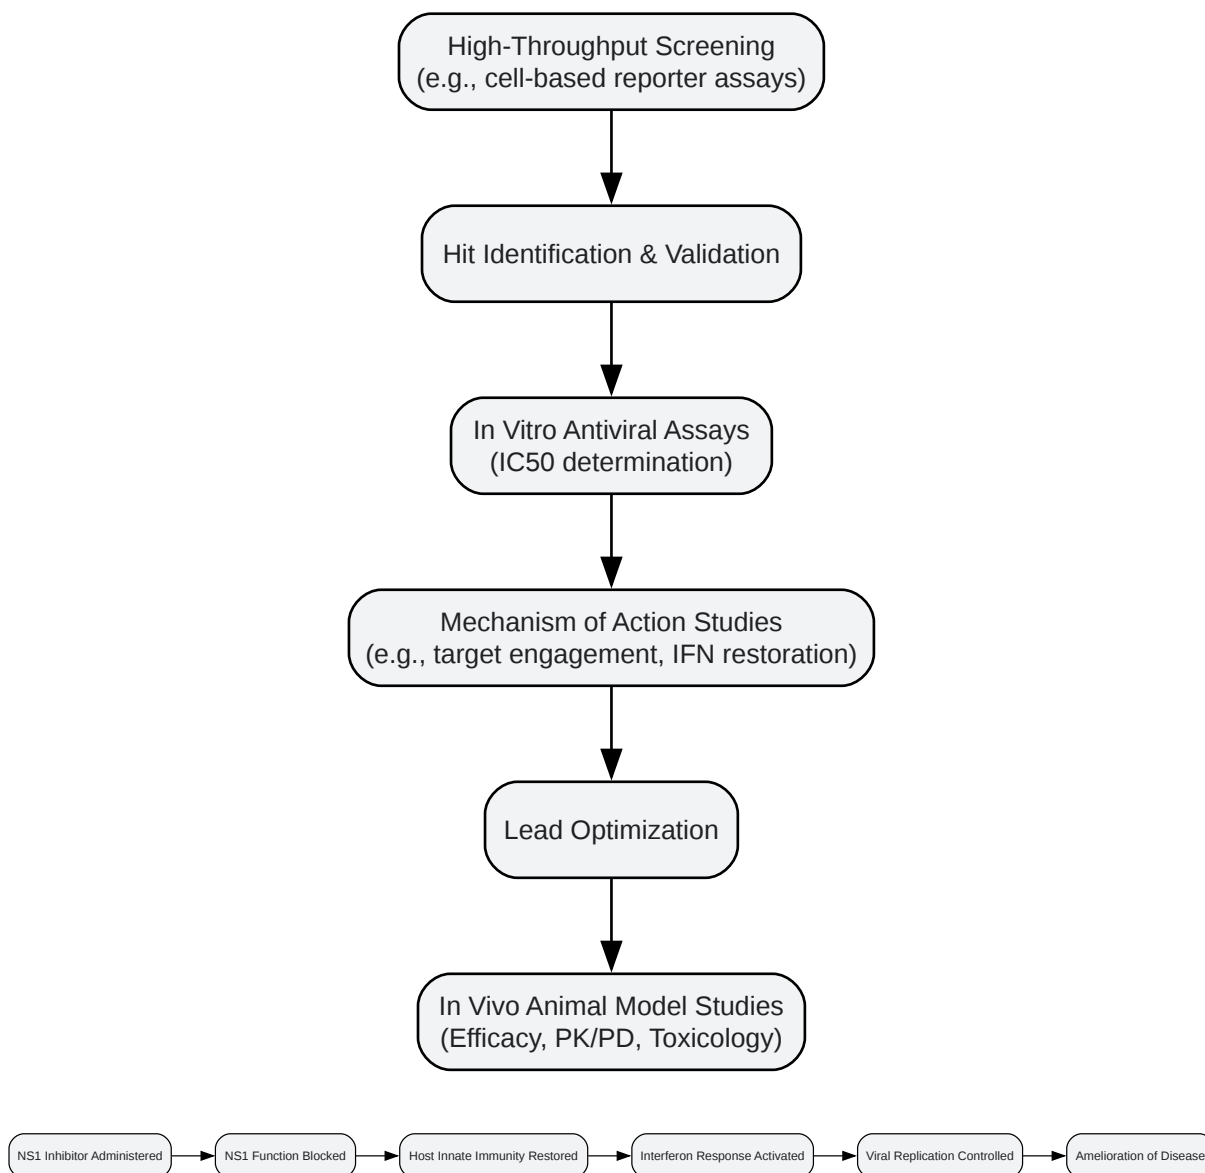 High-Throughput Screening
(e.g., cell-based reporter assays)
Hit Identification & Validation
In Vitro Antiviral Assays
(IC50 determination)
Mechanism of Action Studies
(e.g., target engagement, IFN restoration)
Lead Optimization
In Vivo Animal Model Studies
(Efficacy, PK/PD, Toxicology)
NS1 Inhibitor Administered
NS1 Function Blocked
Host Innate Immunity Restored
Interferon Response Activated
Viral Replication Controlled
Amelioration of Disease